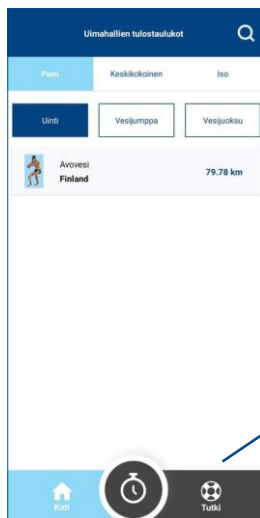 Uimahallien tulostaulukot
Pieni Keskikokoinen Iso
Uinti Vesijumppa Vesijuoksu
Avovesi
Finland 79.78 km
Koti Tutki